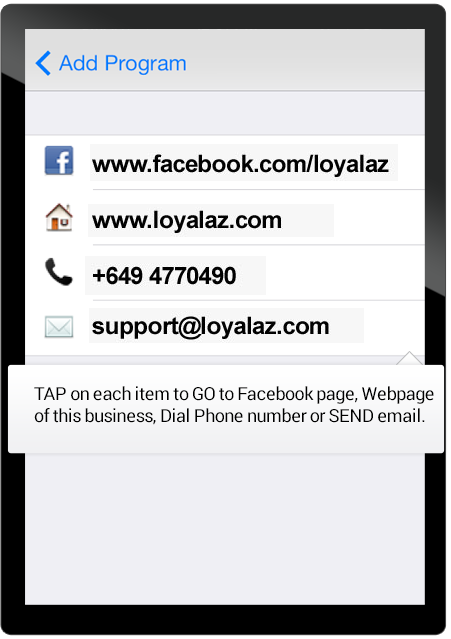 Add Program
www.facebook.com/loyalaz
www.loyalaz.com
+649 4770490
support@loyalaz.com
TAP on each item to GO to Facebook page, Webpage
of this business, Dial Phone number or SEND email.